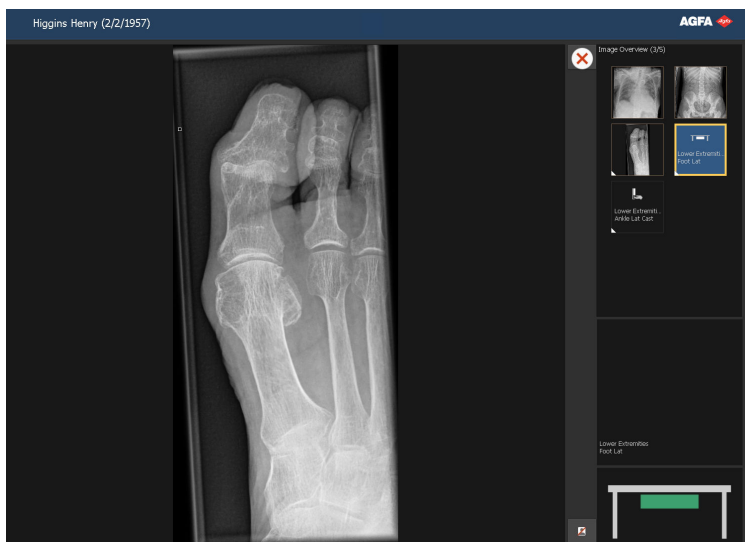 Higgins Henry (2/2/1957)
AGFA
Image Overview (3/5)
Lower Extremiti...
Foot Lat
Lower Extremiti...
Ankle Lat Cast
Lower Extremities
Foot Lat